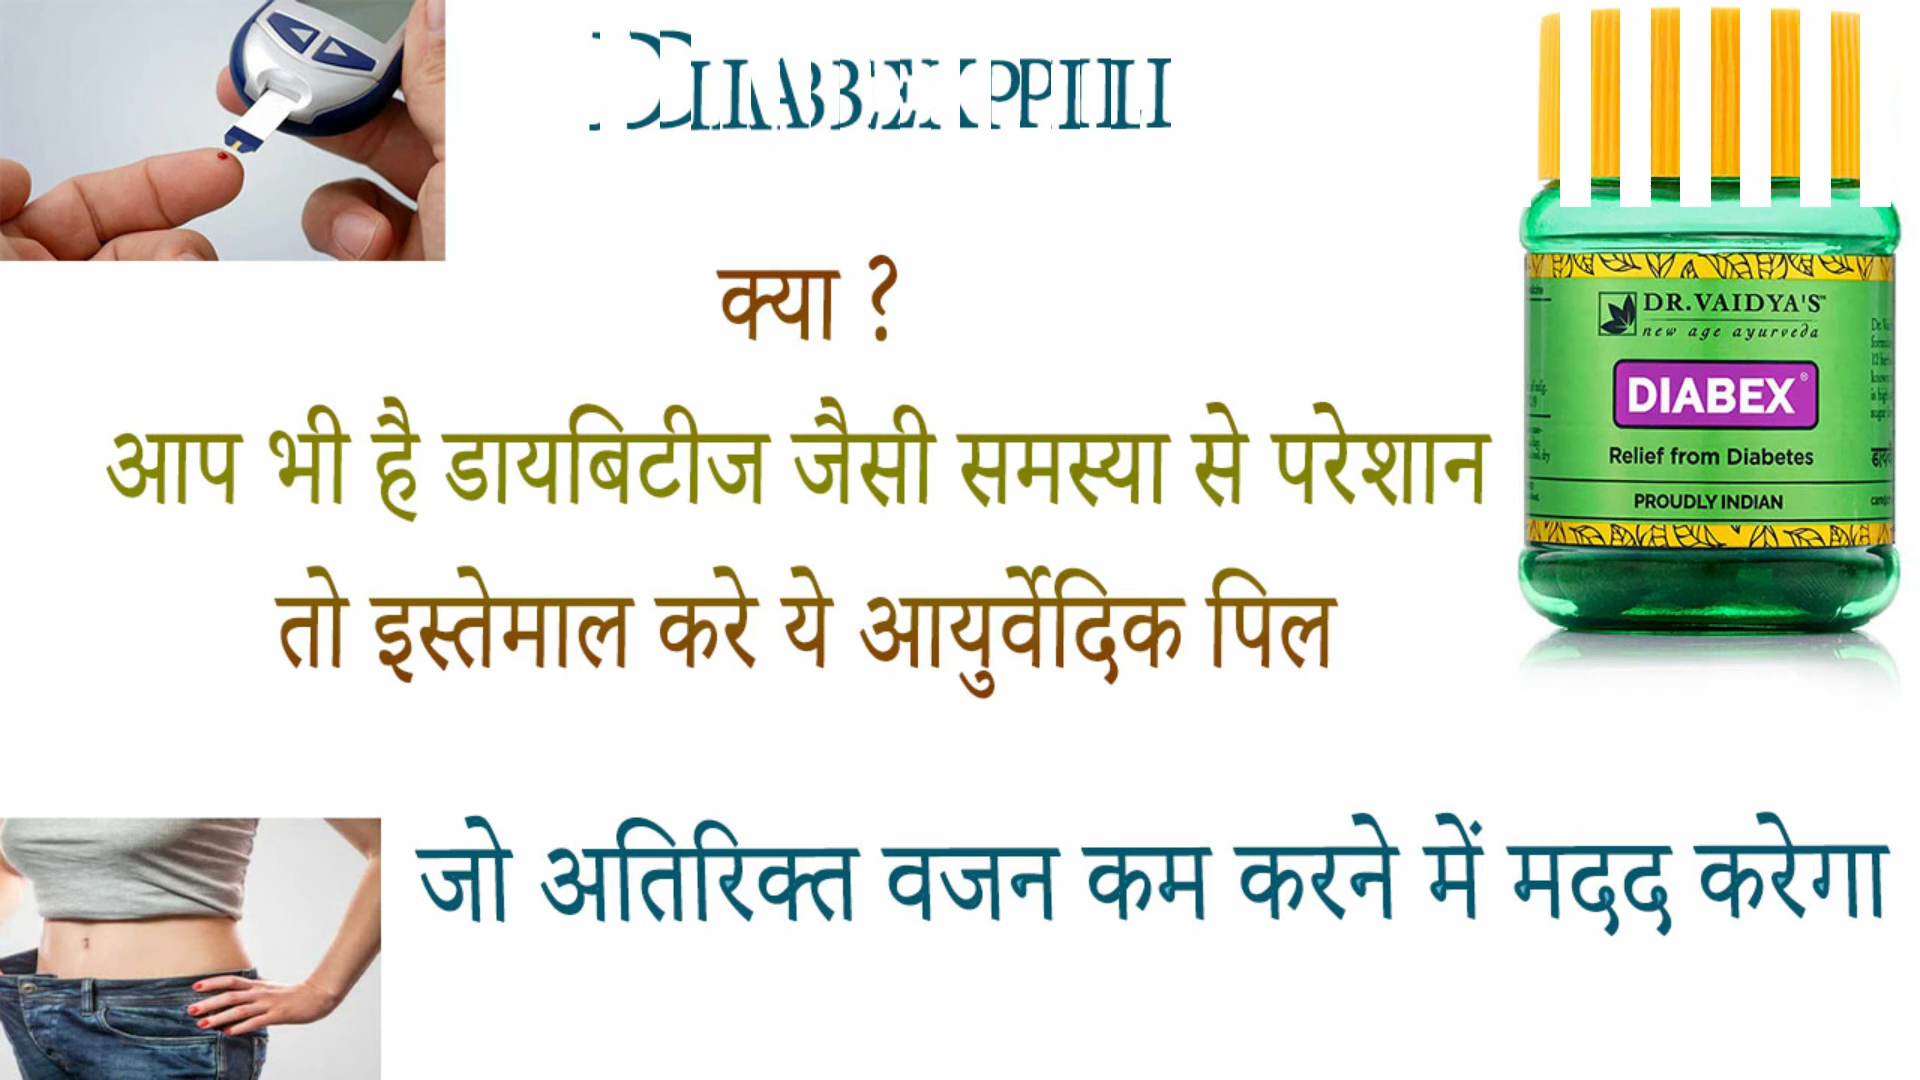 क्या ?
आप भी है डायबिटीज जैसी समस्या से परेशान
तो इस्तेमाल करे ये आयुर्वेदिक पिल
जो अतिरिक्त वजन कम करने में मदद करेगा
DR.VAIDYA'S™
new age ayurveda
DIABEX®
Relief from Diabetes
PROUDLY INDIAN